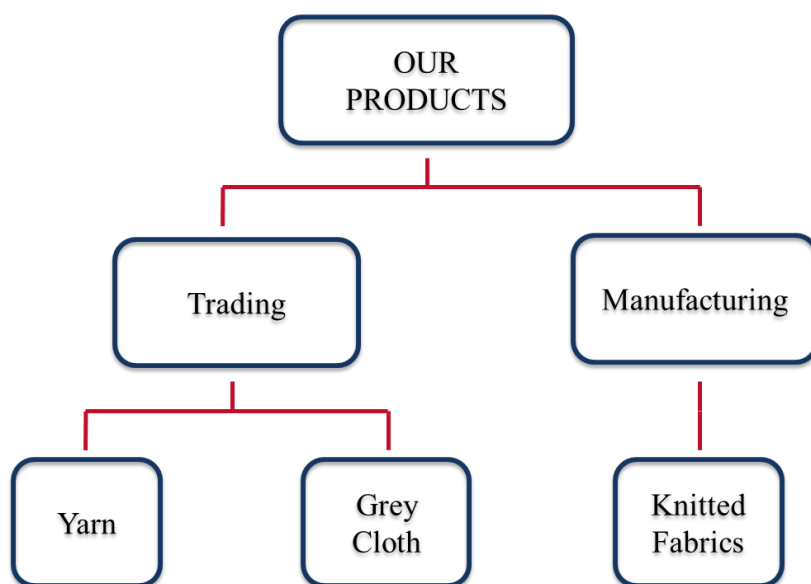 OUR
PRODUCTS
Trading
Manufacturing
Yarn
Grey
Cloth
Knitted
Fabrics